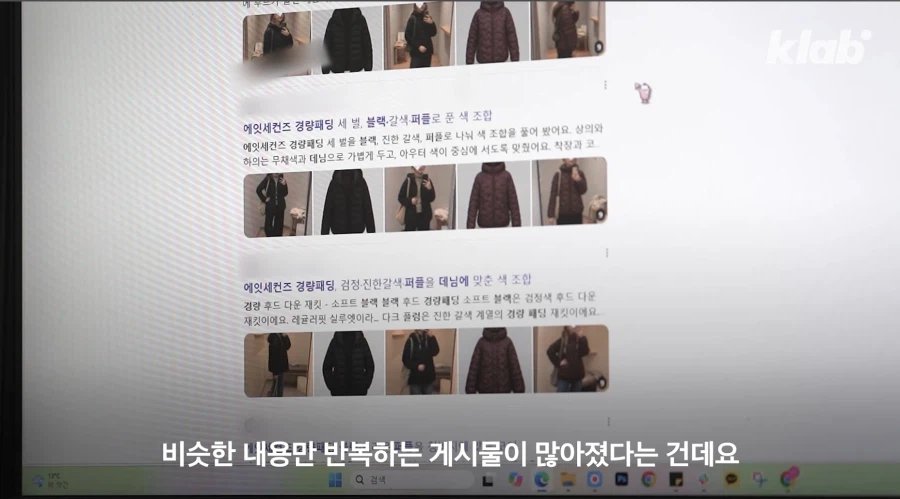 klab
에잇세컨즈 경량패딩 세 벌, 블랙·갈색·퍼플로 푼 색 조합
에잇세컨즈 경량패딩 세 벌을 블랙, 진한 갈색, 퍼플로 나눠 색 조합을 풀어 봤어요. 상의와
하의는 무채색과 데님으로 가볍게 두고, 아우터 색이 중심에 서도록 맞췄어요. 착장과 코...
에잇세컨즈 경량패딩, 검정·진한갈색·퍼플을 데님에 맞춘 색 조합
경량 후드 다운 재킷 - 소프트 블랙 블랙 후드 경량패딩 소프트 블랙은 검정색 후드 다운
재킷이에요. 레귤러핏 실루엣이라... 다크 플럼은 진한 갈색 계열의 경량 패딩 재킷이에요...
비슷한 내용만 반복하는 게시물이 많아졌다는 건데요
검색